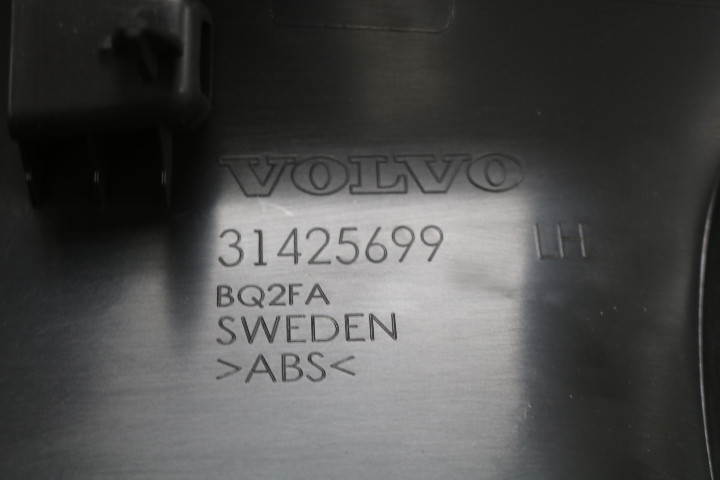 VOLVO
31425699 LH
BQ2FA
SWEDEN
>ABS<